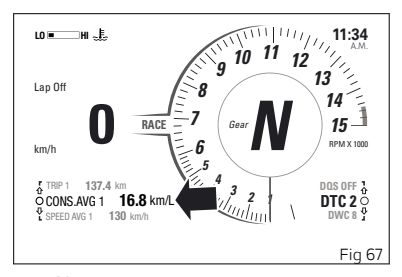 LO HI
11:34
A.M.
Lap Off
0
km/h
RACE
Gear N
1
2
3
4
5
6
7
8
9
10
11
12
13
14
15
RPM X 1000
TRIP 1 137.4 km
CONS.AVG 1 16.8 km/L
SPEED AVG 1 130 km/h
DQS OFF
DTC 2
DWC 8
Fig 67